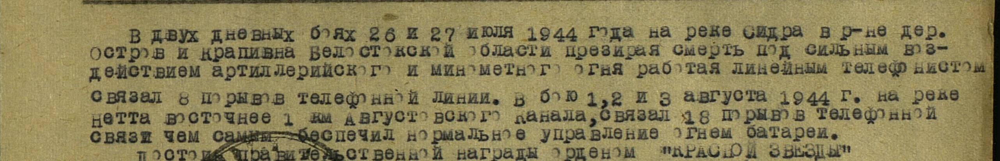 В двух дневных боях 26 и 27 июля 1944 года на реке Сидра в р-не дер.
Остров и Крапивна Белостокской области презирая смерть под сильным воз-
действием артиллерийского и минометного огня работая линейным телефонистом
связал 8 порывов телефонной линии. В бою 1,2 и 3 августа 1944 г. на реке
Нетта восточнее 1 км Августовского канала,связал 18 порывов телефонной
связи чем самым обеспечил нормальное управление огнем батареи.
Достоин правительственной награды орденом "КРАСНОЙ ЗВЕЗДЫ"